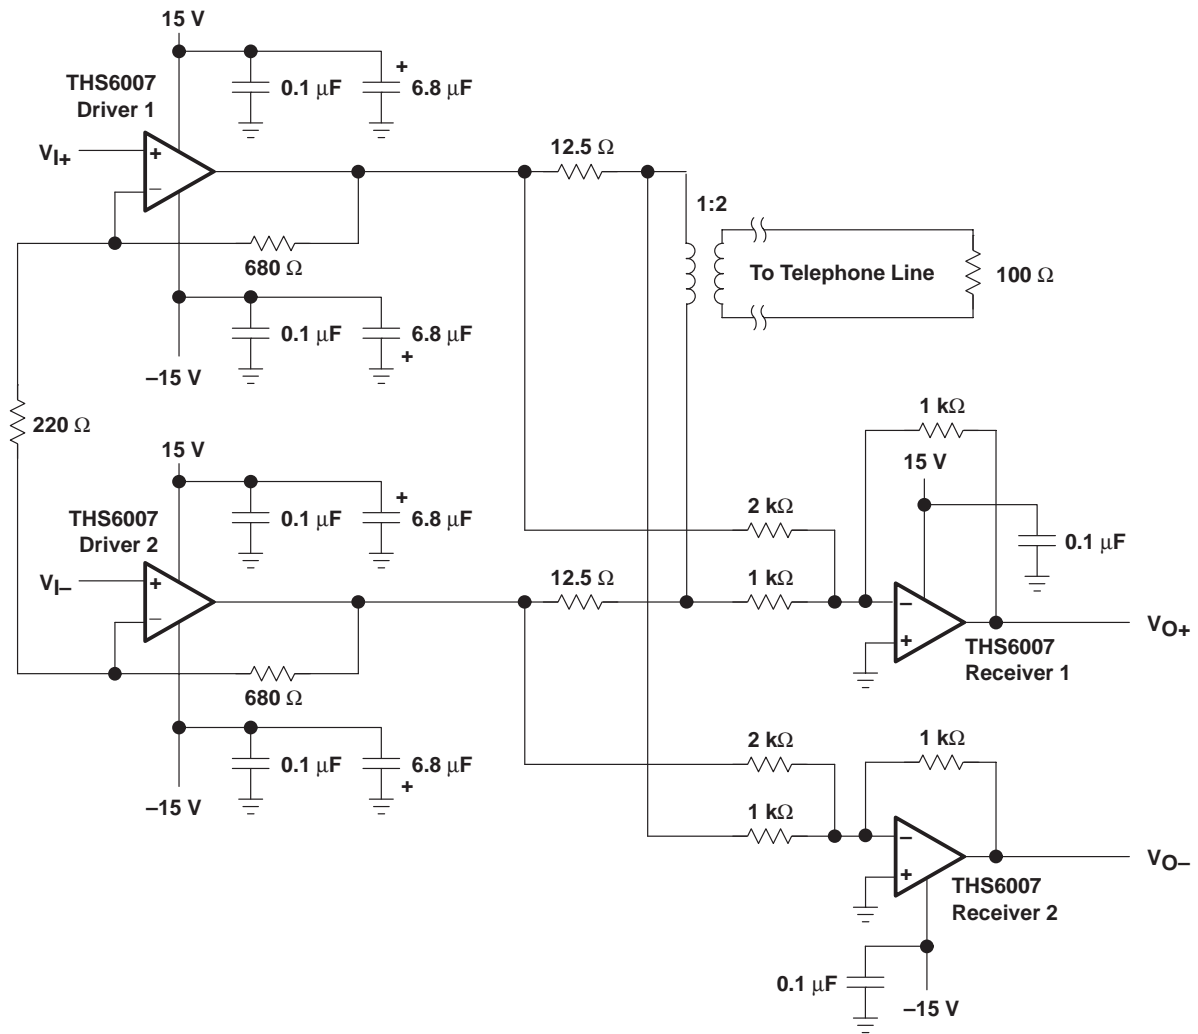 15 V
THS6007
Driver 1
+
0.1 µF
6.8 µF
V_I+
+
–
12.5 Ω
1:2
680 Ω
To Telephone Line
100 Ω
0.1 µF
6.8 µF
+
–15 V
220 Ω
1 kΩ
15 V
15 V
THS6007
Driver 2
+
0.1 µF
6.8 µF
2 kΩ
0.1 µF
V_I–
+
–
12.5 Ω
1 kΩ
–
+
V_O+
THS6007
Receiver 1
680 Ω
0.1 µF
6.8 µF
+
–15 V
2 kΩ
1 kΩ
1 kΩ
–
+
V_O–
THS6007
Receiver 2
0.1 µF
–15 V